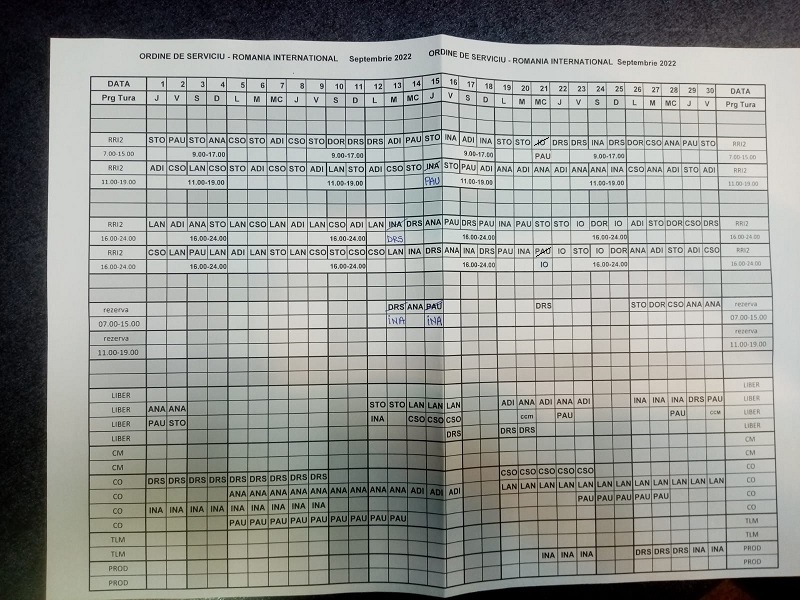 ORDINE DE SERVICIU - ROMANIA INTERNATIONAL Septembrie 2022 ORDINE DE SERVICIU - ROMANIA INTERNATIONAL Septembrie 2022
DATA 1 2 3 4 5 6 7 8 9 10 11 12 13 14 15 16 17 18 19 20 21 22 23 24 25 26 27 28 29 30 DATA
Prg Tura J V S D L M MC J V S D L M MC J V S D L M MC J V S D L M MC J V Prg Tura
RRI2 STO PAU STO ANA CSO STO ADI CSO STO DOR DRS DRS ADI PAU STO INA ADI INA STO STO IO DRS DRS INA DRS DOR CSO ANA PAU STO RRI2
7.00-15.00 9.00-17.00 9.00-17.00 9.00-17.00 PAU 9.00-17.00 7.00-15.00
RRI2 ADI CSO LAN CSO STO ADI CSO STO ADI LAN STO ADI CSO STO INA STO PAU ADI ANA ANA ADI ANA ADI ANA INA CSO ANA ADI STO ADI RRI2
11.00-19.00 11.00-19.00 11.00-19.00 PAU 11.00-19.00 11.00-19.00 11.00-19.00
RRI2 LAN ADI ANA STO LAN CSO LAN ADI LAN CSO ADI LAN INA DRS ANA PAU DRS PAU INA PAU STO STO IO DOR IO ADI STO DOR CSO DRS RRI2
16.00-24.00 16.00-24.00 16.00-24.00 DRS 16.00-24.00 16.00-24.00 16.00-24.00
RRI2 CSO LAN PAU LAN ADI LAN STO LAN CSO STO CSO CSO LAN INA DRS ANA INA DRS PAU INA PAU IO STO IO STO ANA ADI STO ADI CSO RRI2
16.00-24.00 16.00-24.00 16.00-24.00 16.00-24.00 IO 16.00-24.00 16.00-24.00
rezerva DRS ANA PAU DRS STO DOR CSO ANA ANA rezerva
07.00-15.00 INA INA 07.00-15.00
rezerva rezerva
11.00-19.00 11.00-19.00
LIBER LIBER
LIBER ANA ANA STO STO LAN LAN LAN ADI ANA ADI ANA ADI INA INA INA DRS PAU LIBER
LIBER PAU STO INA CSO CSO CSO ccm PAU PAU ccm LIBER
LIBER DRS DRS DRS LIBER
CM CM
CM CM
CO DRS DRS DRS DRS DRS DRS DRS DRS DRS CSO CSO CSO CSO CSO CO
CO ANA ANA ANA ANA ANA ANA ANA ANA ADI ADI ADI LAN LAN LAN LAN LAN LAN LAN LAN LAN LAN LAN CO
CO INA INA INA INA INA INA INA INA INA PAU PAU PAU PAU PAU CO
CO PAU PAU PAU PAU PAU PAU PAU PAU PAU CO
TLM TLM
TLM INA INA INA DRS DRS DRS INA INA PROD
PROD PROD
PROD